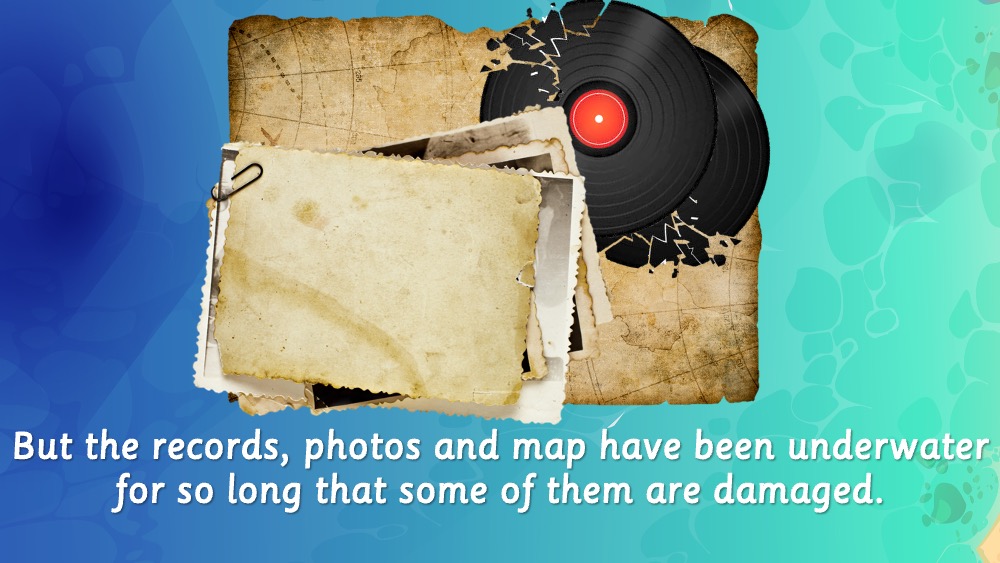 But the records, photos and map have been underwater
for so long that some of them are damaged.